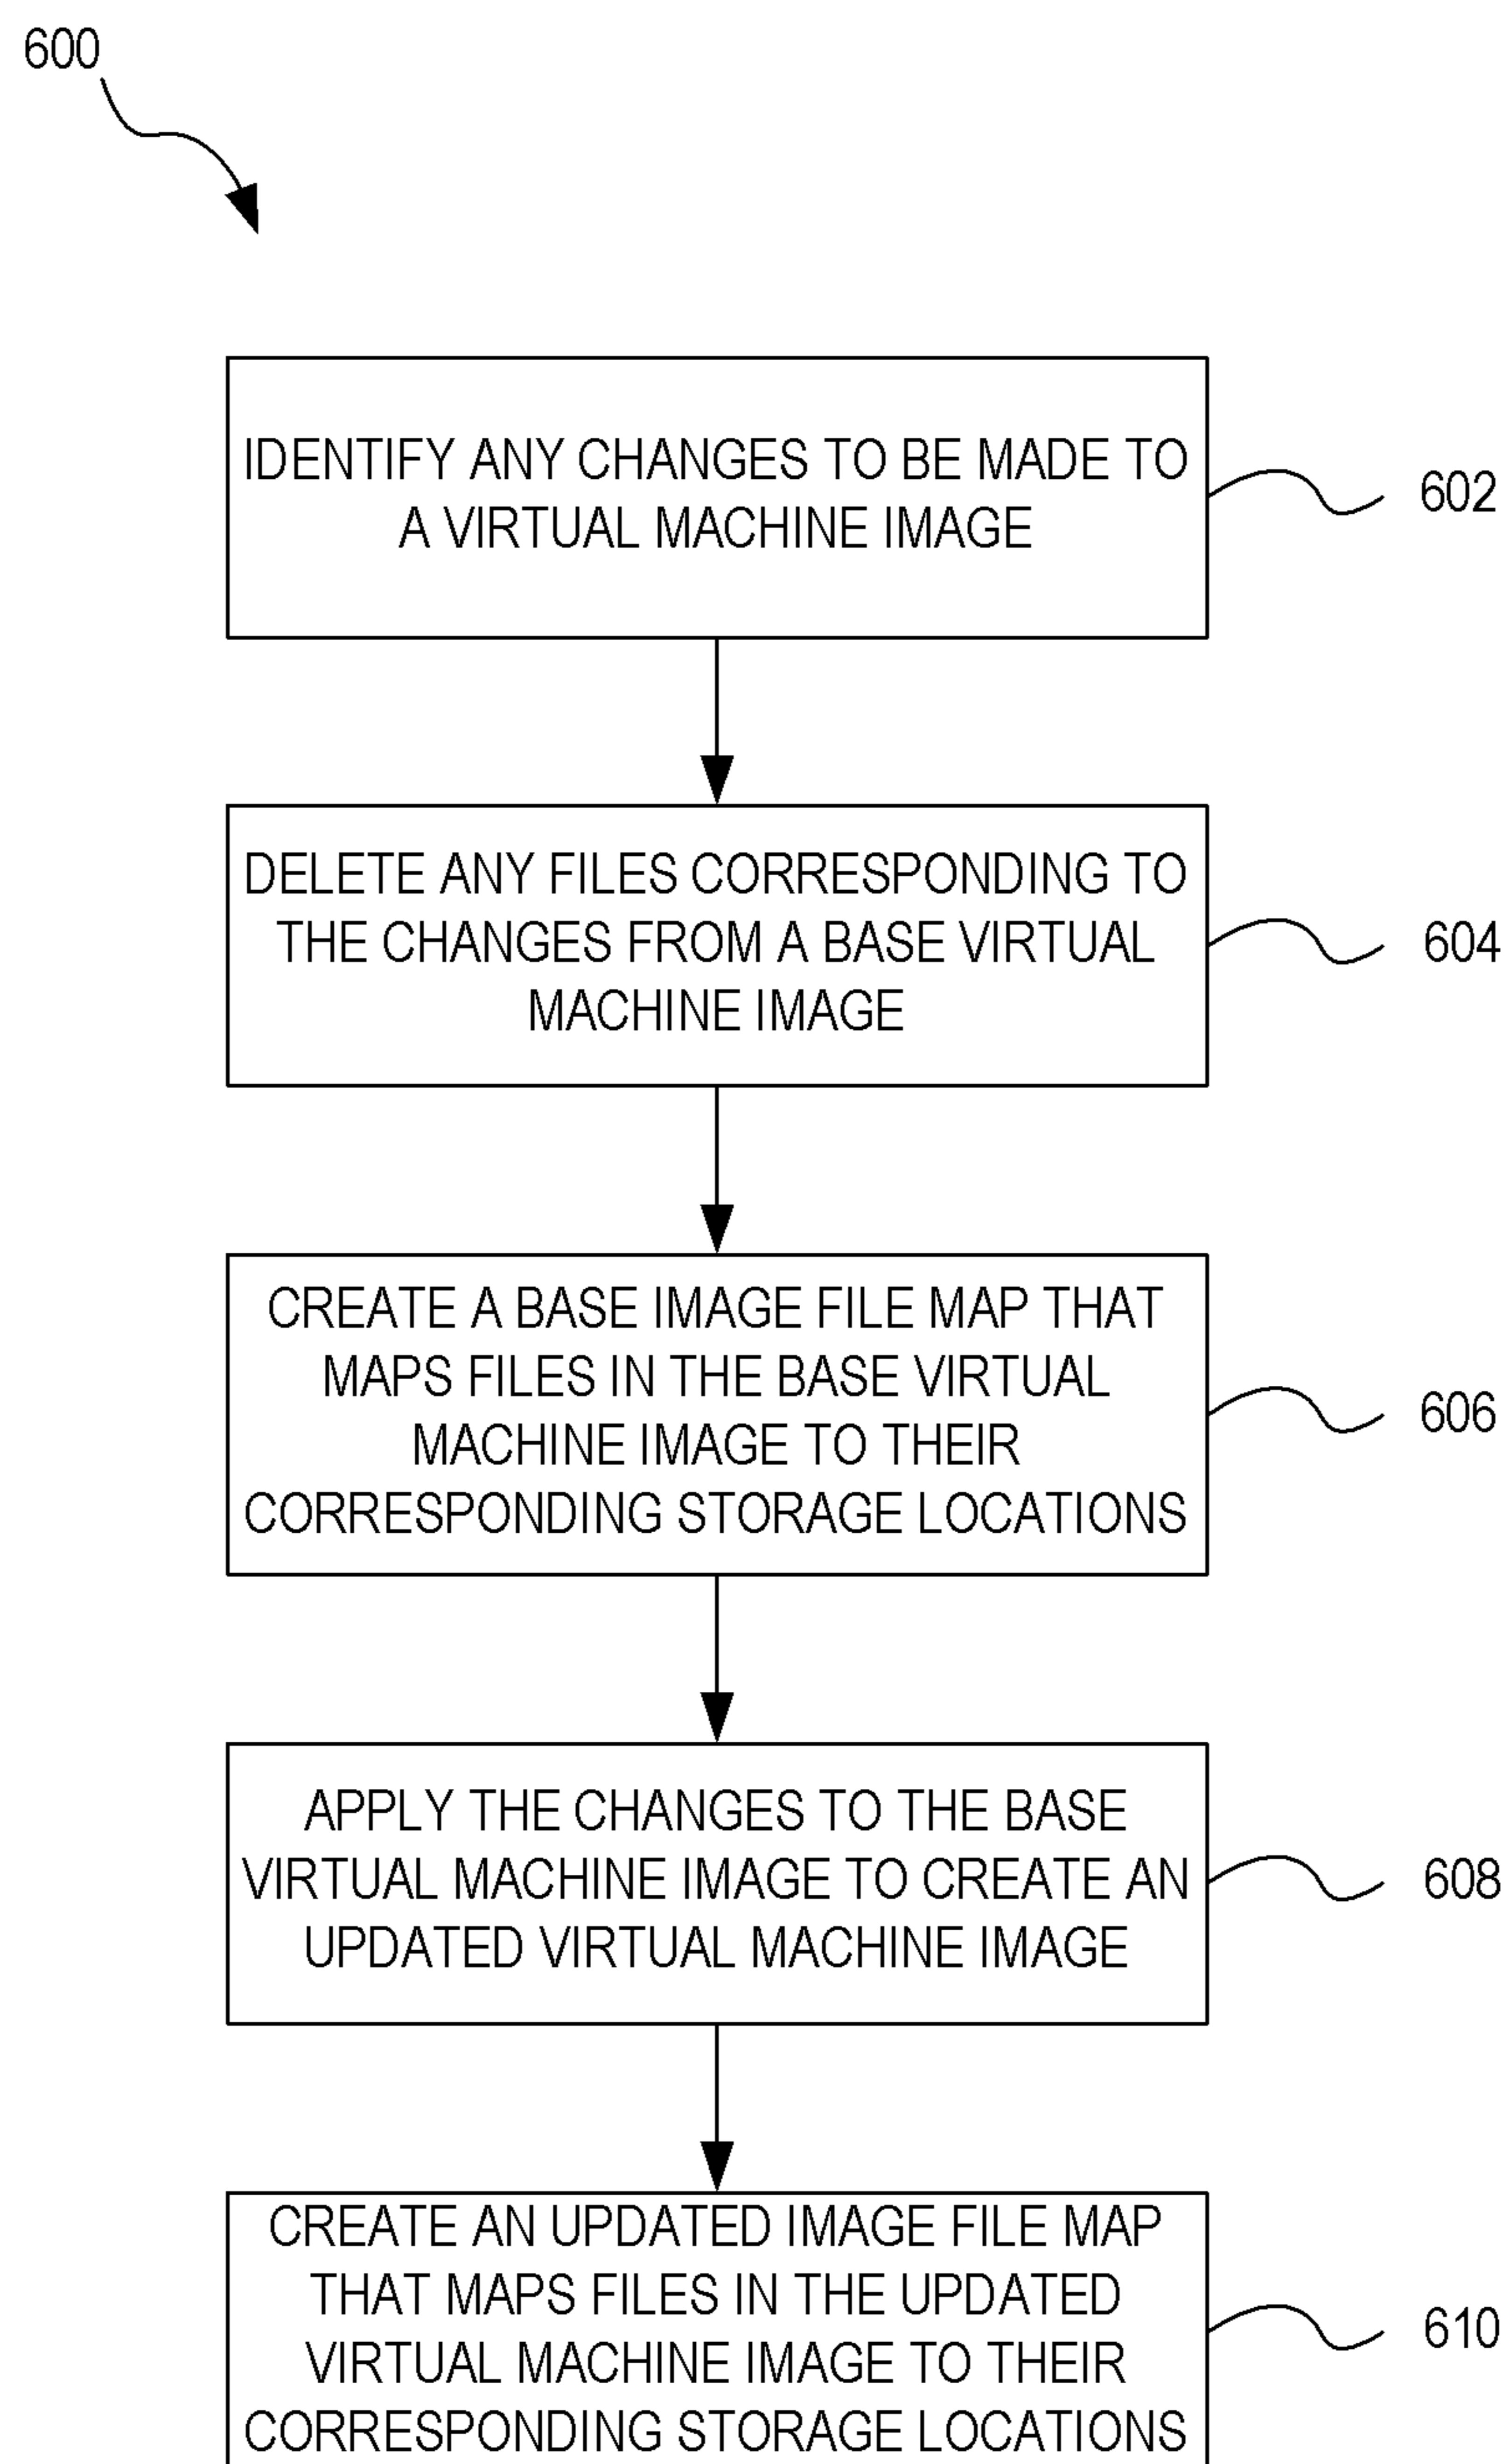 600
IDENTIFY ANY CHANGES TO BE MADE TO
A VIRTUAL MACHINE IMAGE
602
DELETE ANY FILES CORRESPONDING TO
THE CHANGES FROM A BASE VIRTUAL
MACHINE IMAGE
604
CREATE A BASE IMAGE FILE MAP THAT
MAPS FILES IN THE BASE VIRTUAL
MACHINE IMAGE TO THEIR
CORRESPONDING STORAGE LOCATIONS
606
APPLY THE CHANGES TO THE BASE
VIRTUAL MACHINE IMAGE TO CREATE AN
UPDATED VIRTUAL MACHINE IMAGE
608
CREATE AN UPDATED IMAGE FILE MAP
THAT MAPS FILES IN THE UPDATED
VIRTUAL MACHINE IMAGE TO THEIR
CORRESPONDING STORAGE LOCATIONS
610